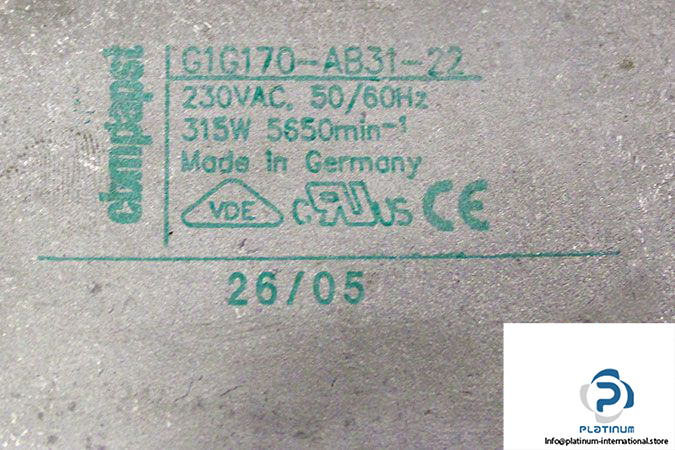 ebmpapst
G1G170-AB31-22
230VAC, 50/60Hz
315W 5650min⁻¹
Made in Germany
VDE C RU US CE
26/05
PLATINUM
Info@platinum-international.store